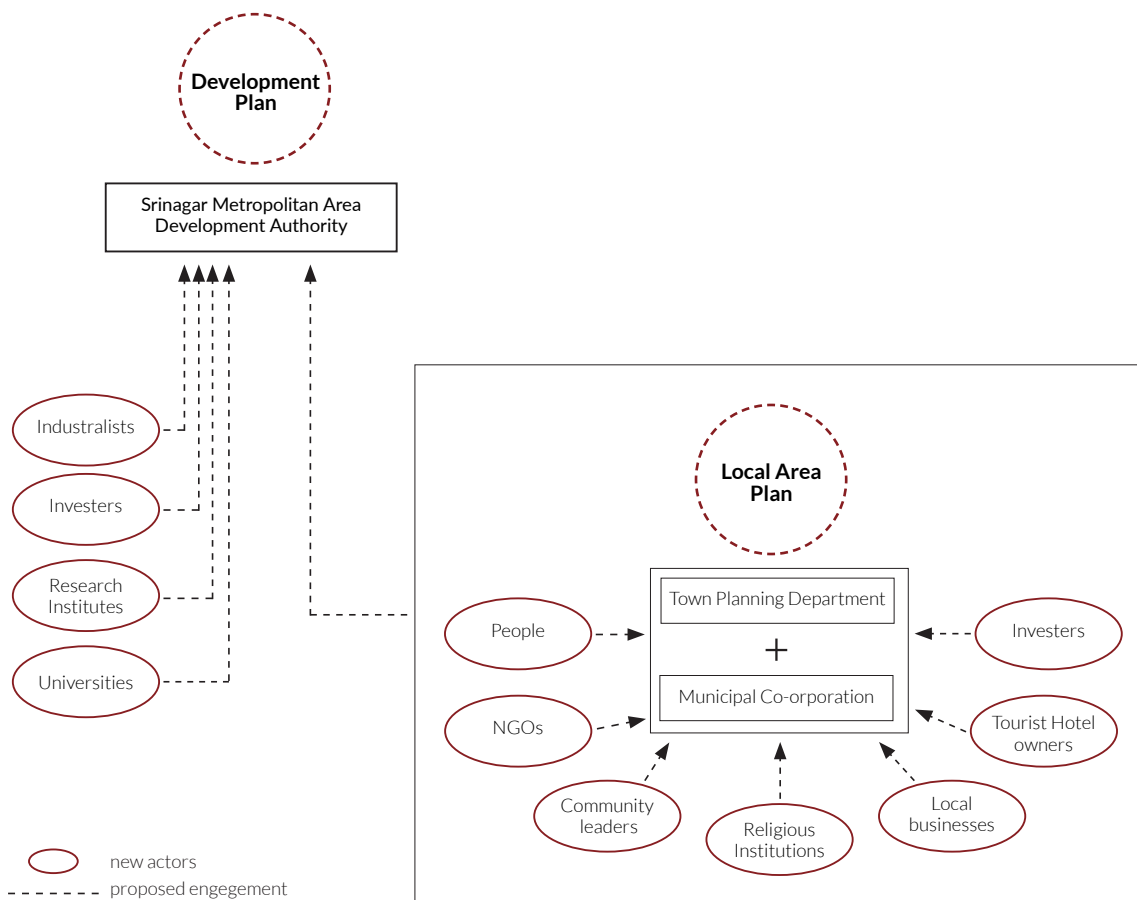 Development
Plan
Srinagar Metropolitan Area
Development Authority
Industralists
Investers
Research
Institutes
Universities
Local Area
Plan
Town Planning Department
+
Municipal Co-orporation
People
NGOs
Community
leaders
Religious
Institutions
Local
businesses
Tourist Hotel
owners
Investers
new actors
proposed engegement